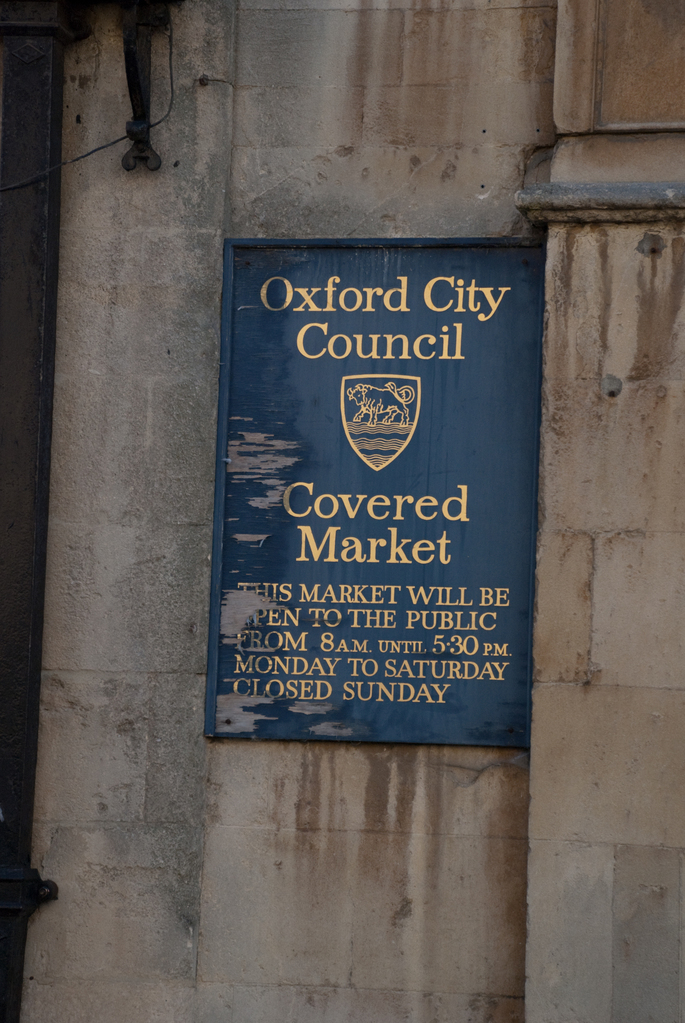 Oxford City
Council
Covered
Market
THIS MARKET WILL BE
OPEN TO THE PUBLIC
FROM 8 A.M. UNTIL 5:30 P.M.
MONDAY TO SATURDAY
CLOSED SUNDAY